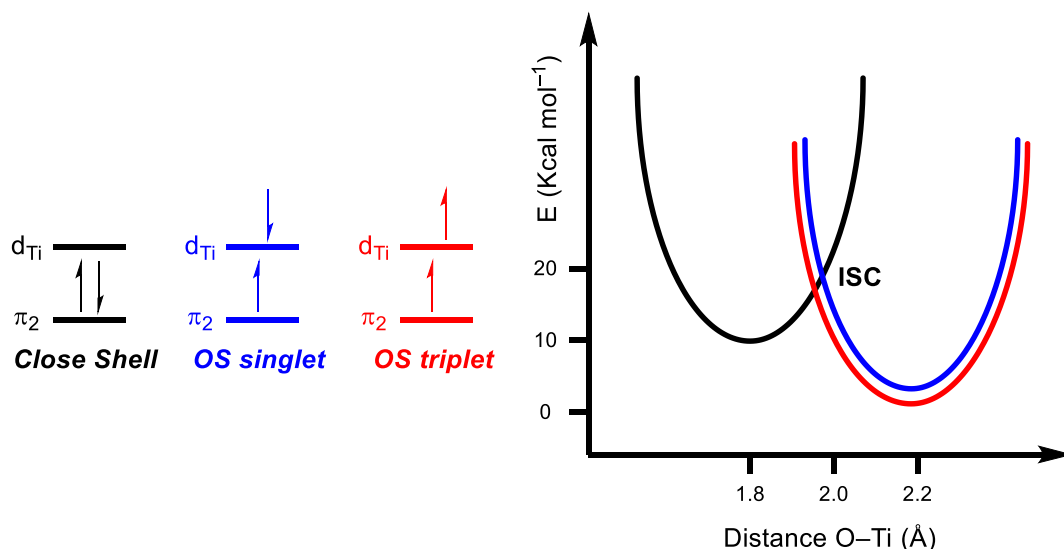 d_Ti
π_2
Close Shell
d_Ti
π_2
OS singlet
d_Ti
π_2
OS triplet
E (Kcal mol⁻¹)
20
10
0
ISC
1.8
2.0
2.2
Distance O–Ti (Å)